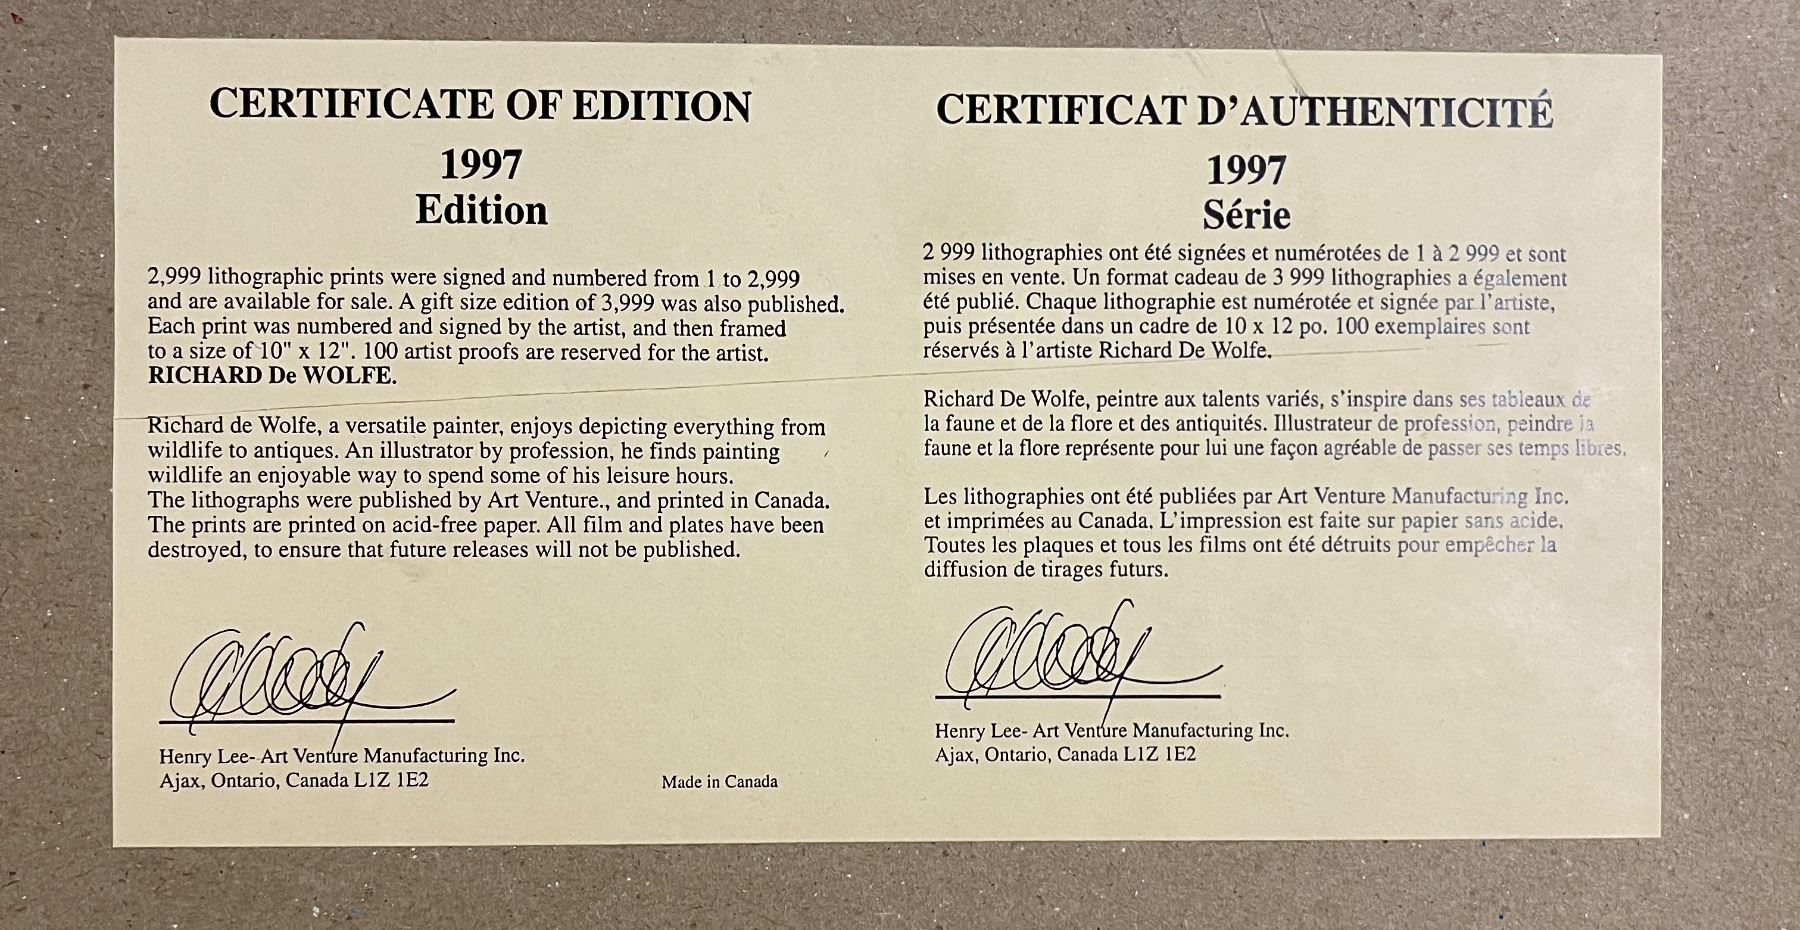 CERTIFICATE OF EDITION
1997
Edition
2,999 lithographic prints were signed and numbered from 1 to 2,999
and are available for sale. A gift size edition of 3,999 was also published.
Each print was numbered and signed by the artist, and then framed
to a size of 10" x 12". 100 artist proofs are reserved for the artist.
RICHARD De WOLFE.
Richard de Wolfe, a versatile painter, enjoys depicting everything from
wildlife to antiques. An illustrator by profession, he finds painting
wildlife an enjoyable way to spend some of his leisure hours.
The lithographs were published by Art Venture., and printed in Canada.
The prints are printed on acid-free paper. All film and plates have been
destroyed, to ensure that future releases will not be published.
Henry Lee- Art Venture Manufacturing Inc.
Ajax, Ontario, Canada L1Z 1E2
Made in Canada
CERTIFICAT D'AUTHENTICITÉ
1997
Série
2 999 lithographies ont été signées et numérotées de 1 à 2 999 et sont
mises en vente. Un format cadeau de 3 999 lithographies a également
été publié. Chaque lithographie est numérotée et signée par l'artiste,
puis présentée dans un cadre de 10 x 12 po. 100 exemplaires sont
réservés à l'artiste Richard De Wolfe.
Richard De Wolfe, peintre aux talents variés, s'inspire dans ses tableaux de
la faune et de la flore et des antiquités. Illustrateur de profession, peindre la
faune et la flore représente pour lui une façon agréable de passer ses temps libres.
Les lithographies ont été publiées par Art Venture Manufacturing Inc.
et imprimées au Canada. L'impression est faite sur papier sans acide.
Toutes les plaques et tous les films ont été détruits pour empêcher la
diffusion de tirages futurs.
Henry Lee- Art Venture Manufacturing Inc.
Ajax, Ontario, Canada L1Z 1E2